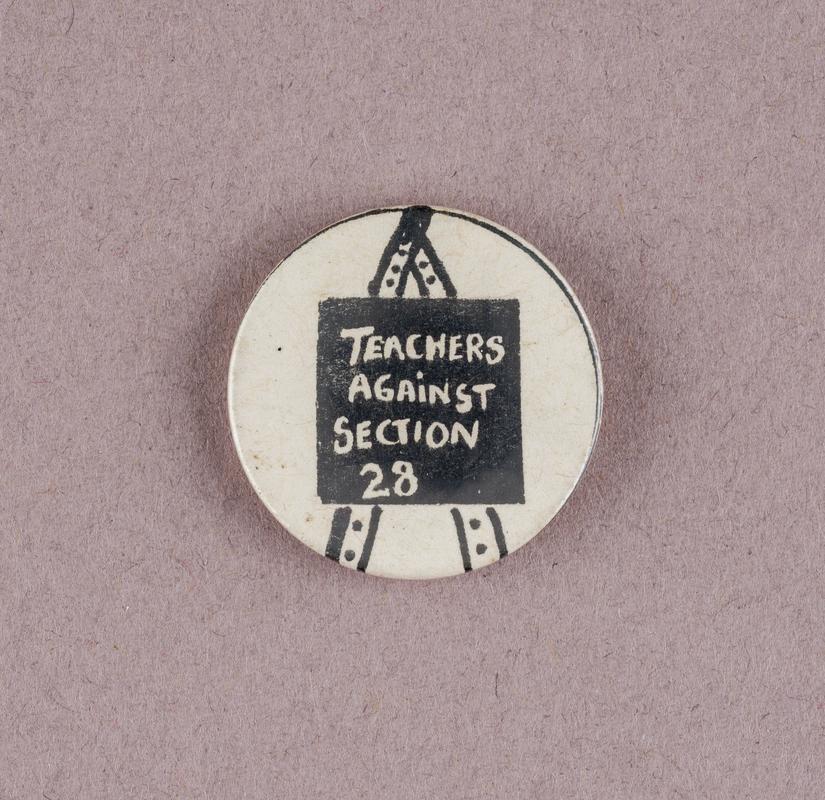 TEACHERS
AGAiNST
SECTION
28